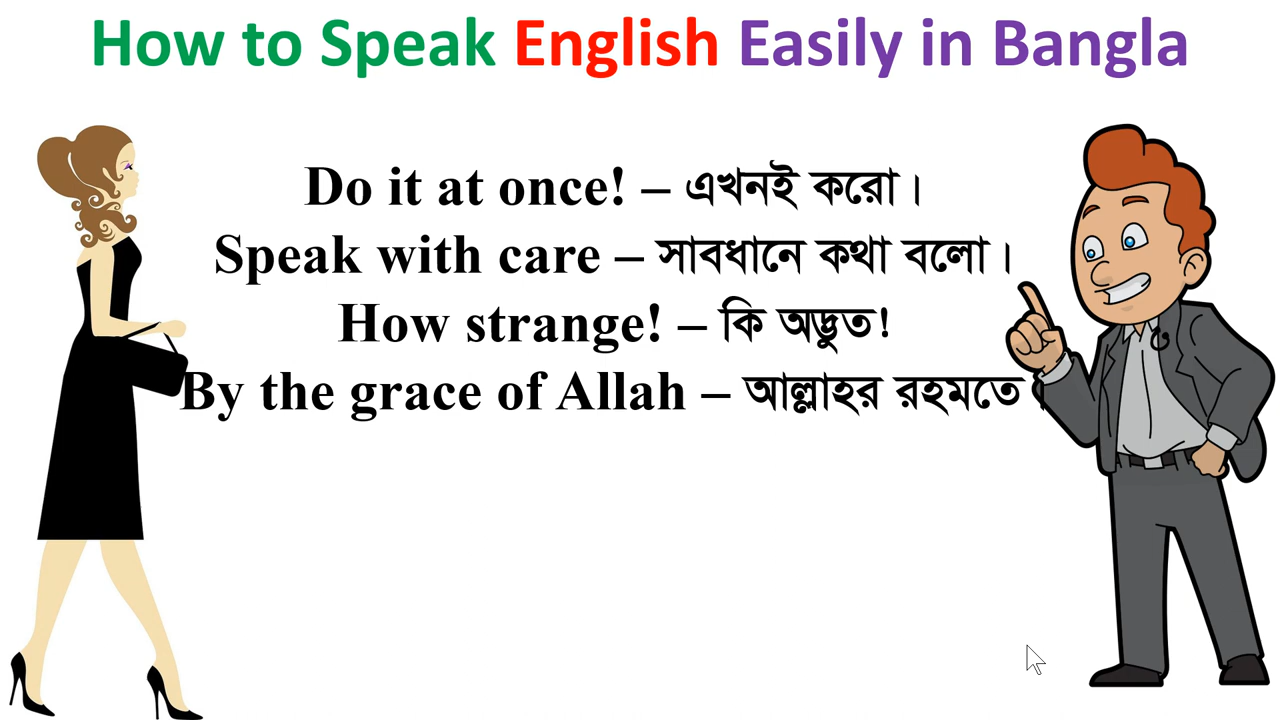 How to Speak English Easily in Bangla
Do it at once! – এখনই করো।
Speak with care – সাবধানে কথা বলো।
How strange! – কি অদ্ভুত!
By the grace of Allah – আল্লাহর রহমতে।